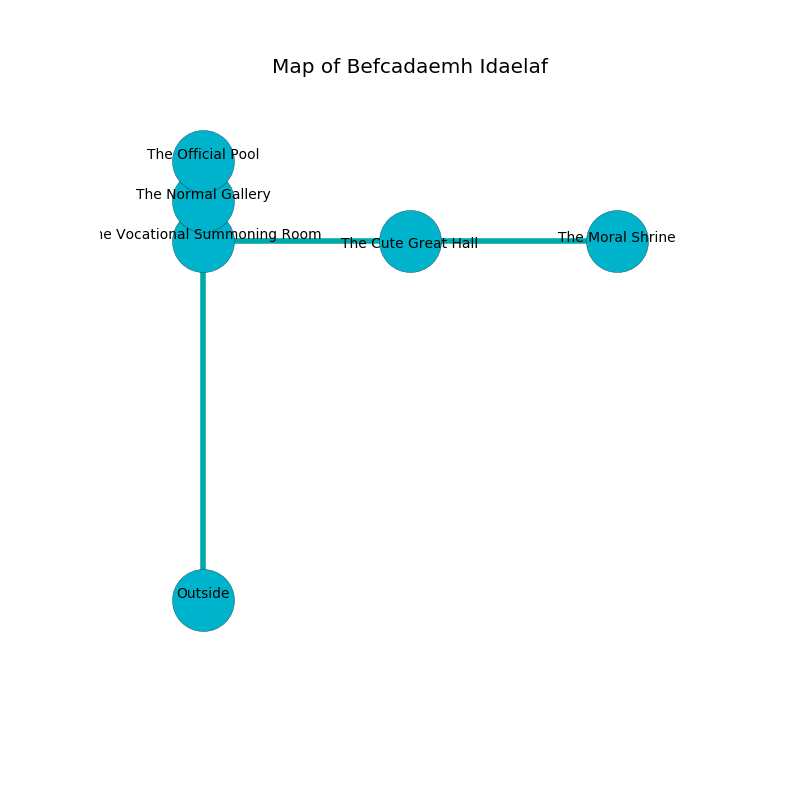 Map of Befcadaemh Idaelaf
The Official Pool
The Normal Gallery
ne Vocational Summoning Room
The Cute Great Hall
The Moral Shrine
Outside